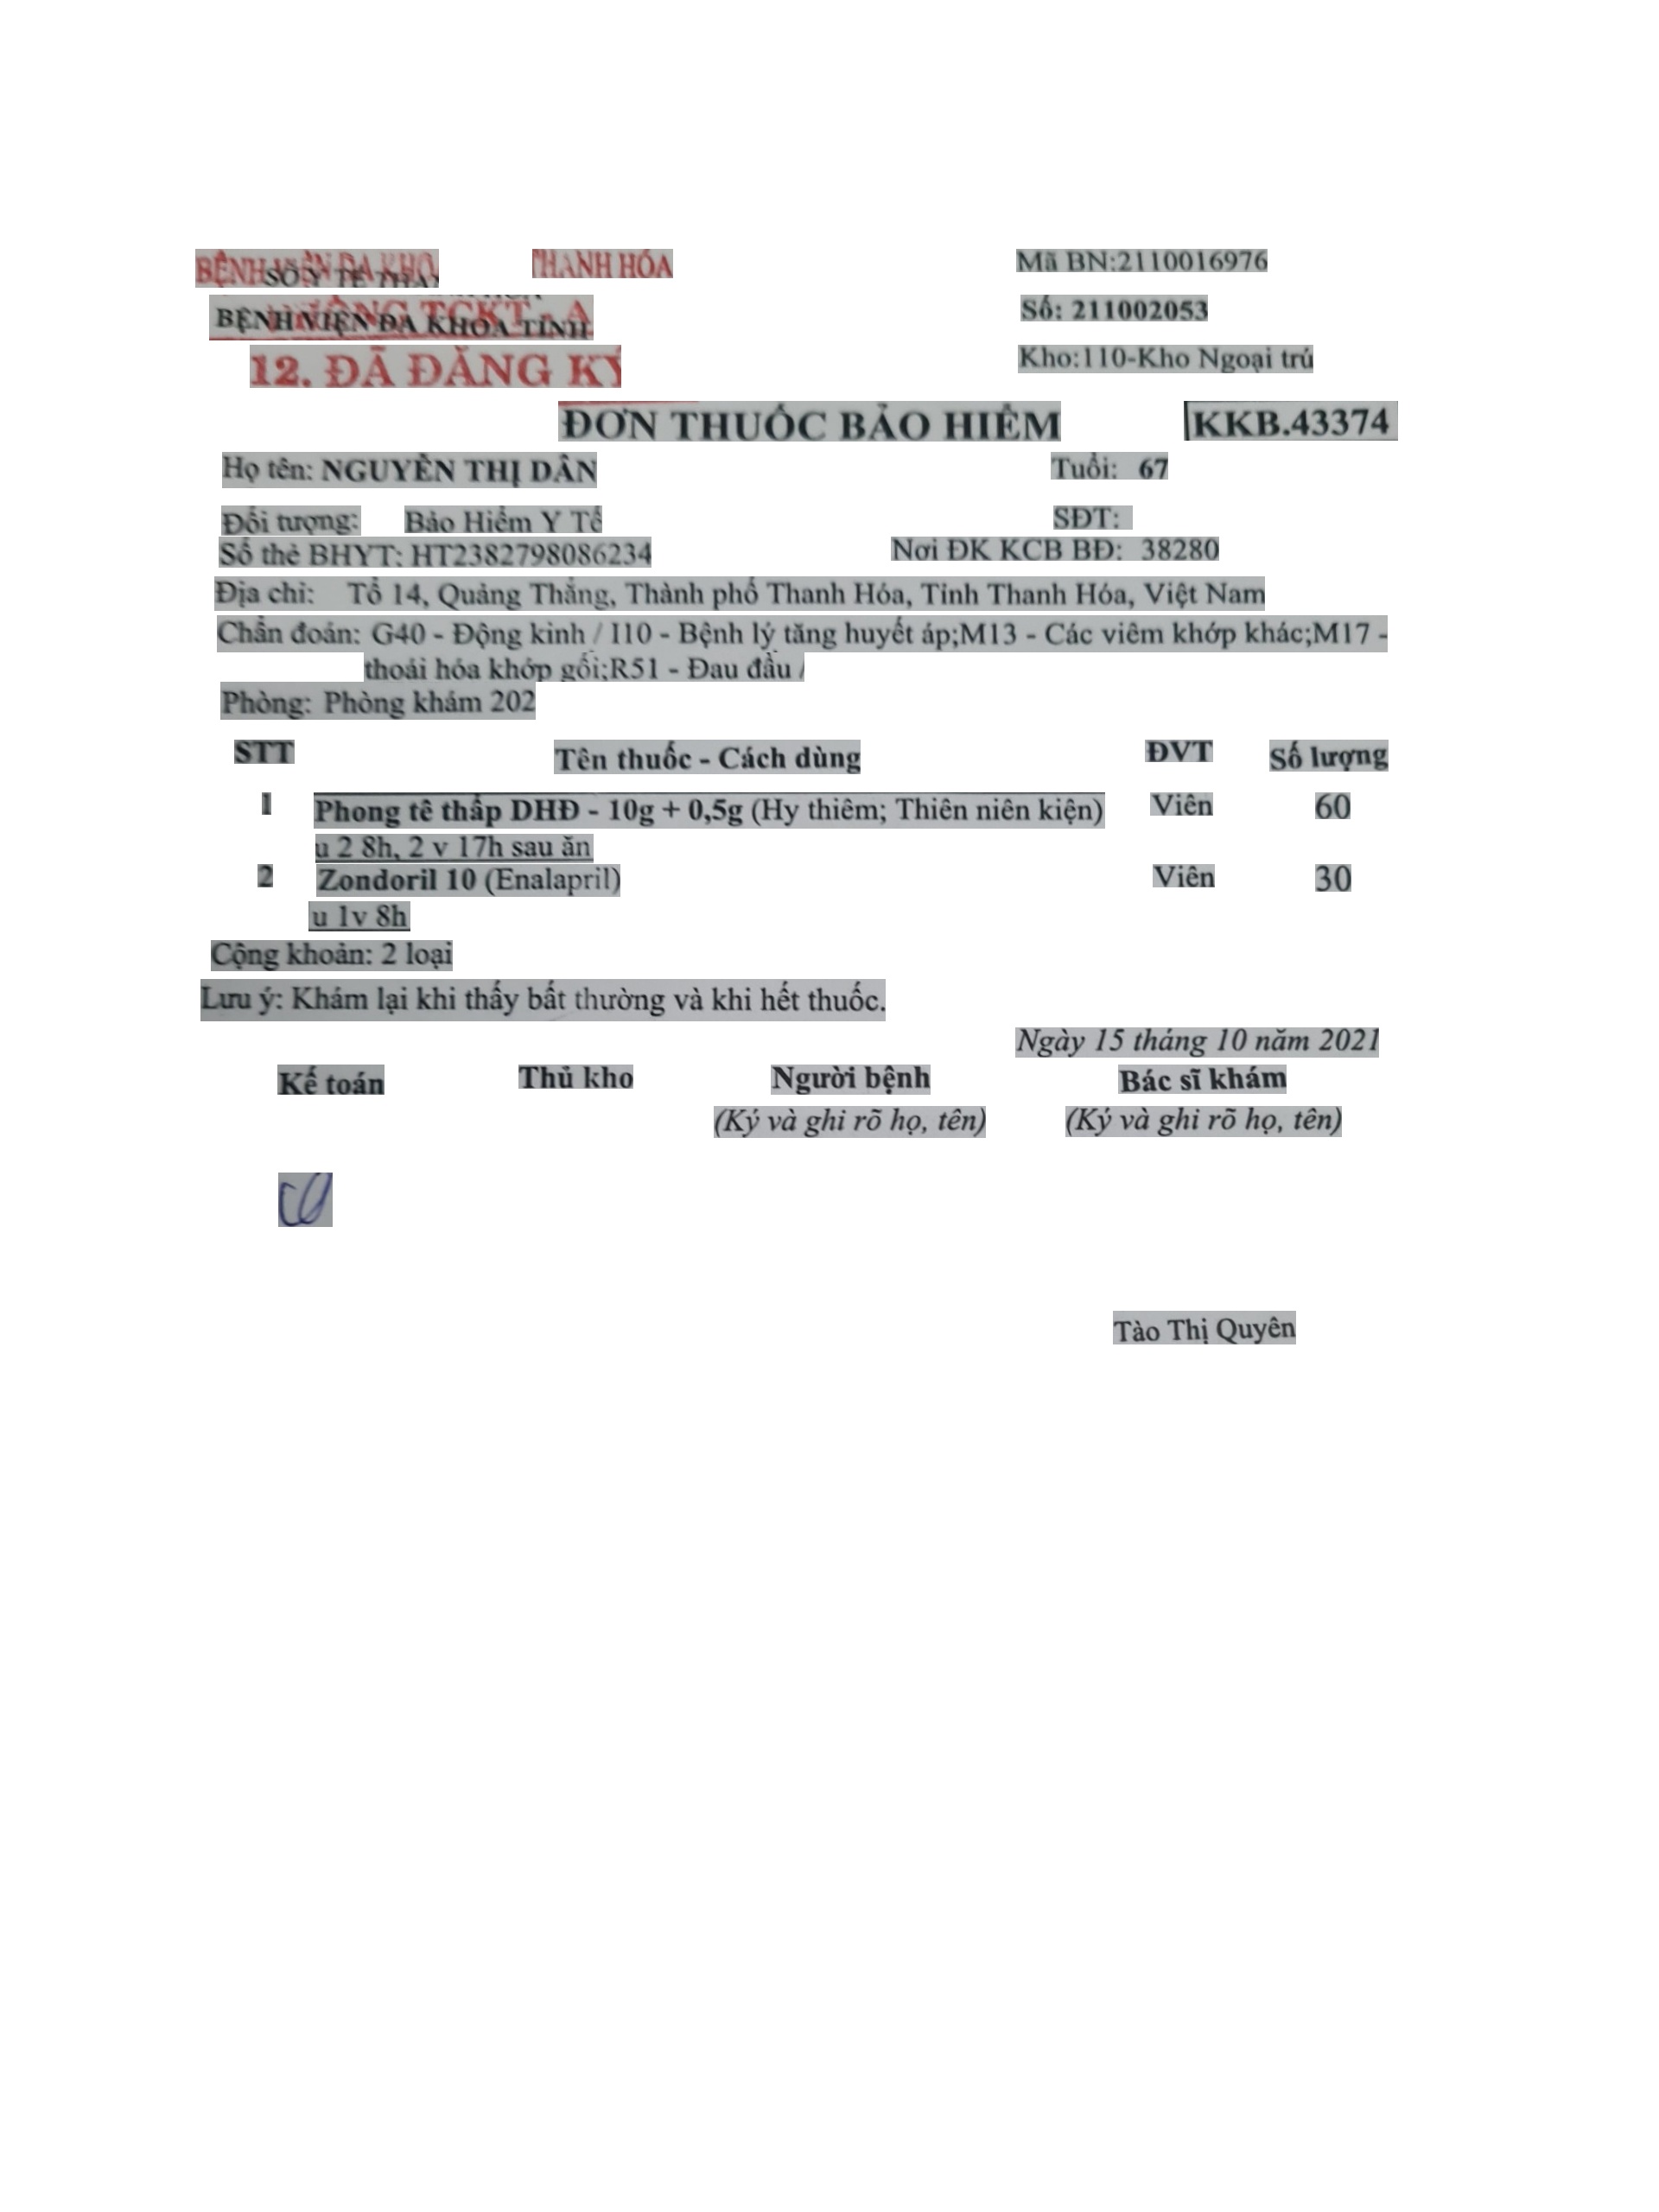 BỆNH VIỆN ĐA KHO THANH HÓA Mã BN:2110016976
SỞ Y TẾ
BỆNH VIỆN ĐA KHOA TỈNH Số: 211002053
12. ĐÃ ĐĂNG KÝ Kho:110-Kho Ngoại trú
ĐƠN THUỐC BẢO HIỂM KKB.43374
Họ tên: NGUYỄN THỊ DÂN Tuổi: 67
Đối tượng: Bảo Hiểm Y Tế SĐT:
Số thẻ BHYT: HT2382798086234 Nơi ĐK KCB BĐ: 38280
Địa chỉ: Tổ 14, Quảng Thắng, Thành phố Thanh Hóa, Tỉnh Thanh Hóa, Việt Nam
Chẩn đoán: G40 - Động kinh / I10 - Bệnh lý tăng huyết áp;M13 - Các viêm khớp khác;M17 -
thoái hóa khớp gối;R51 - Đau đầu /
Phòng: Phòng khám 202
STT Tên thuốc - Cách dùng ĐVT Số lượng
1 Phong tê thấp DHĐ - 10g + 0,5g (Hy thiêm; Thiên niên kiện) Viên 60
u 2 8h, 2 v 17h sau ăn
2 Zondoril 10 (Enalapril) Viên 30
u 1v 8h
Cộng khoản: 2 loại
Lưu ý: Khám lại khi thấy bất thường và khi hết thuốc.
Ngày 15 tháng 10 năm 2021
Kế toán Thủ kho Người bệnh Bác sĩ khám
(Ký và ghi rõ họ, tên) (Ký và ghi rõ họ, tên)
Tào Thị Quyên